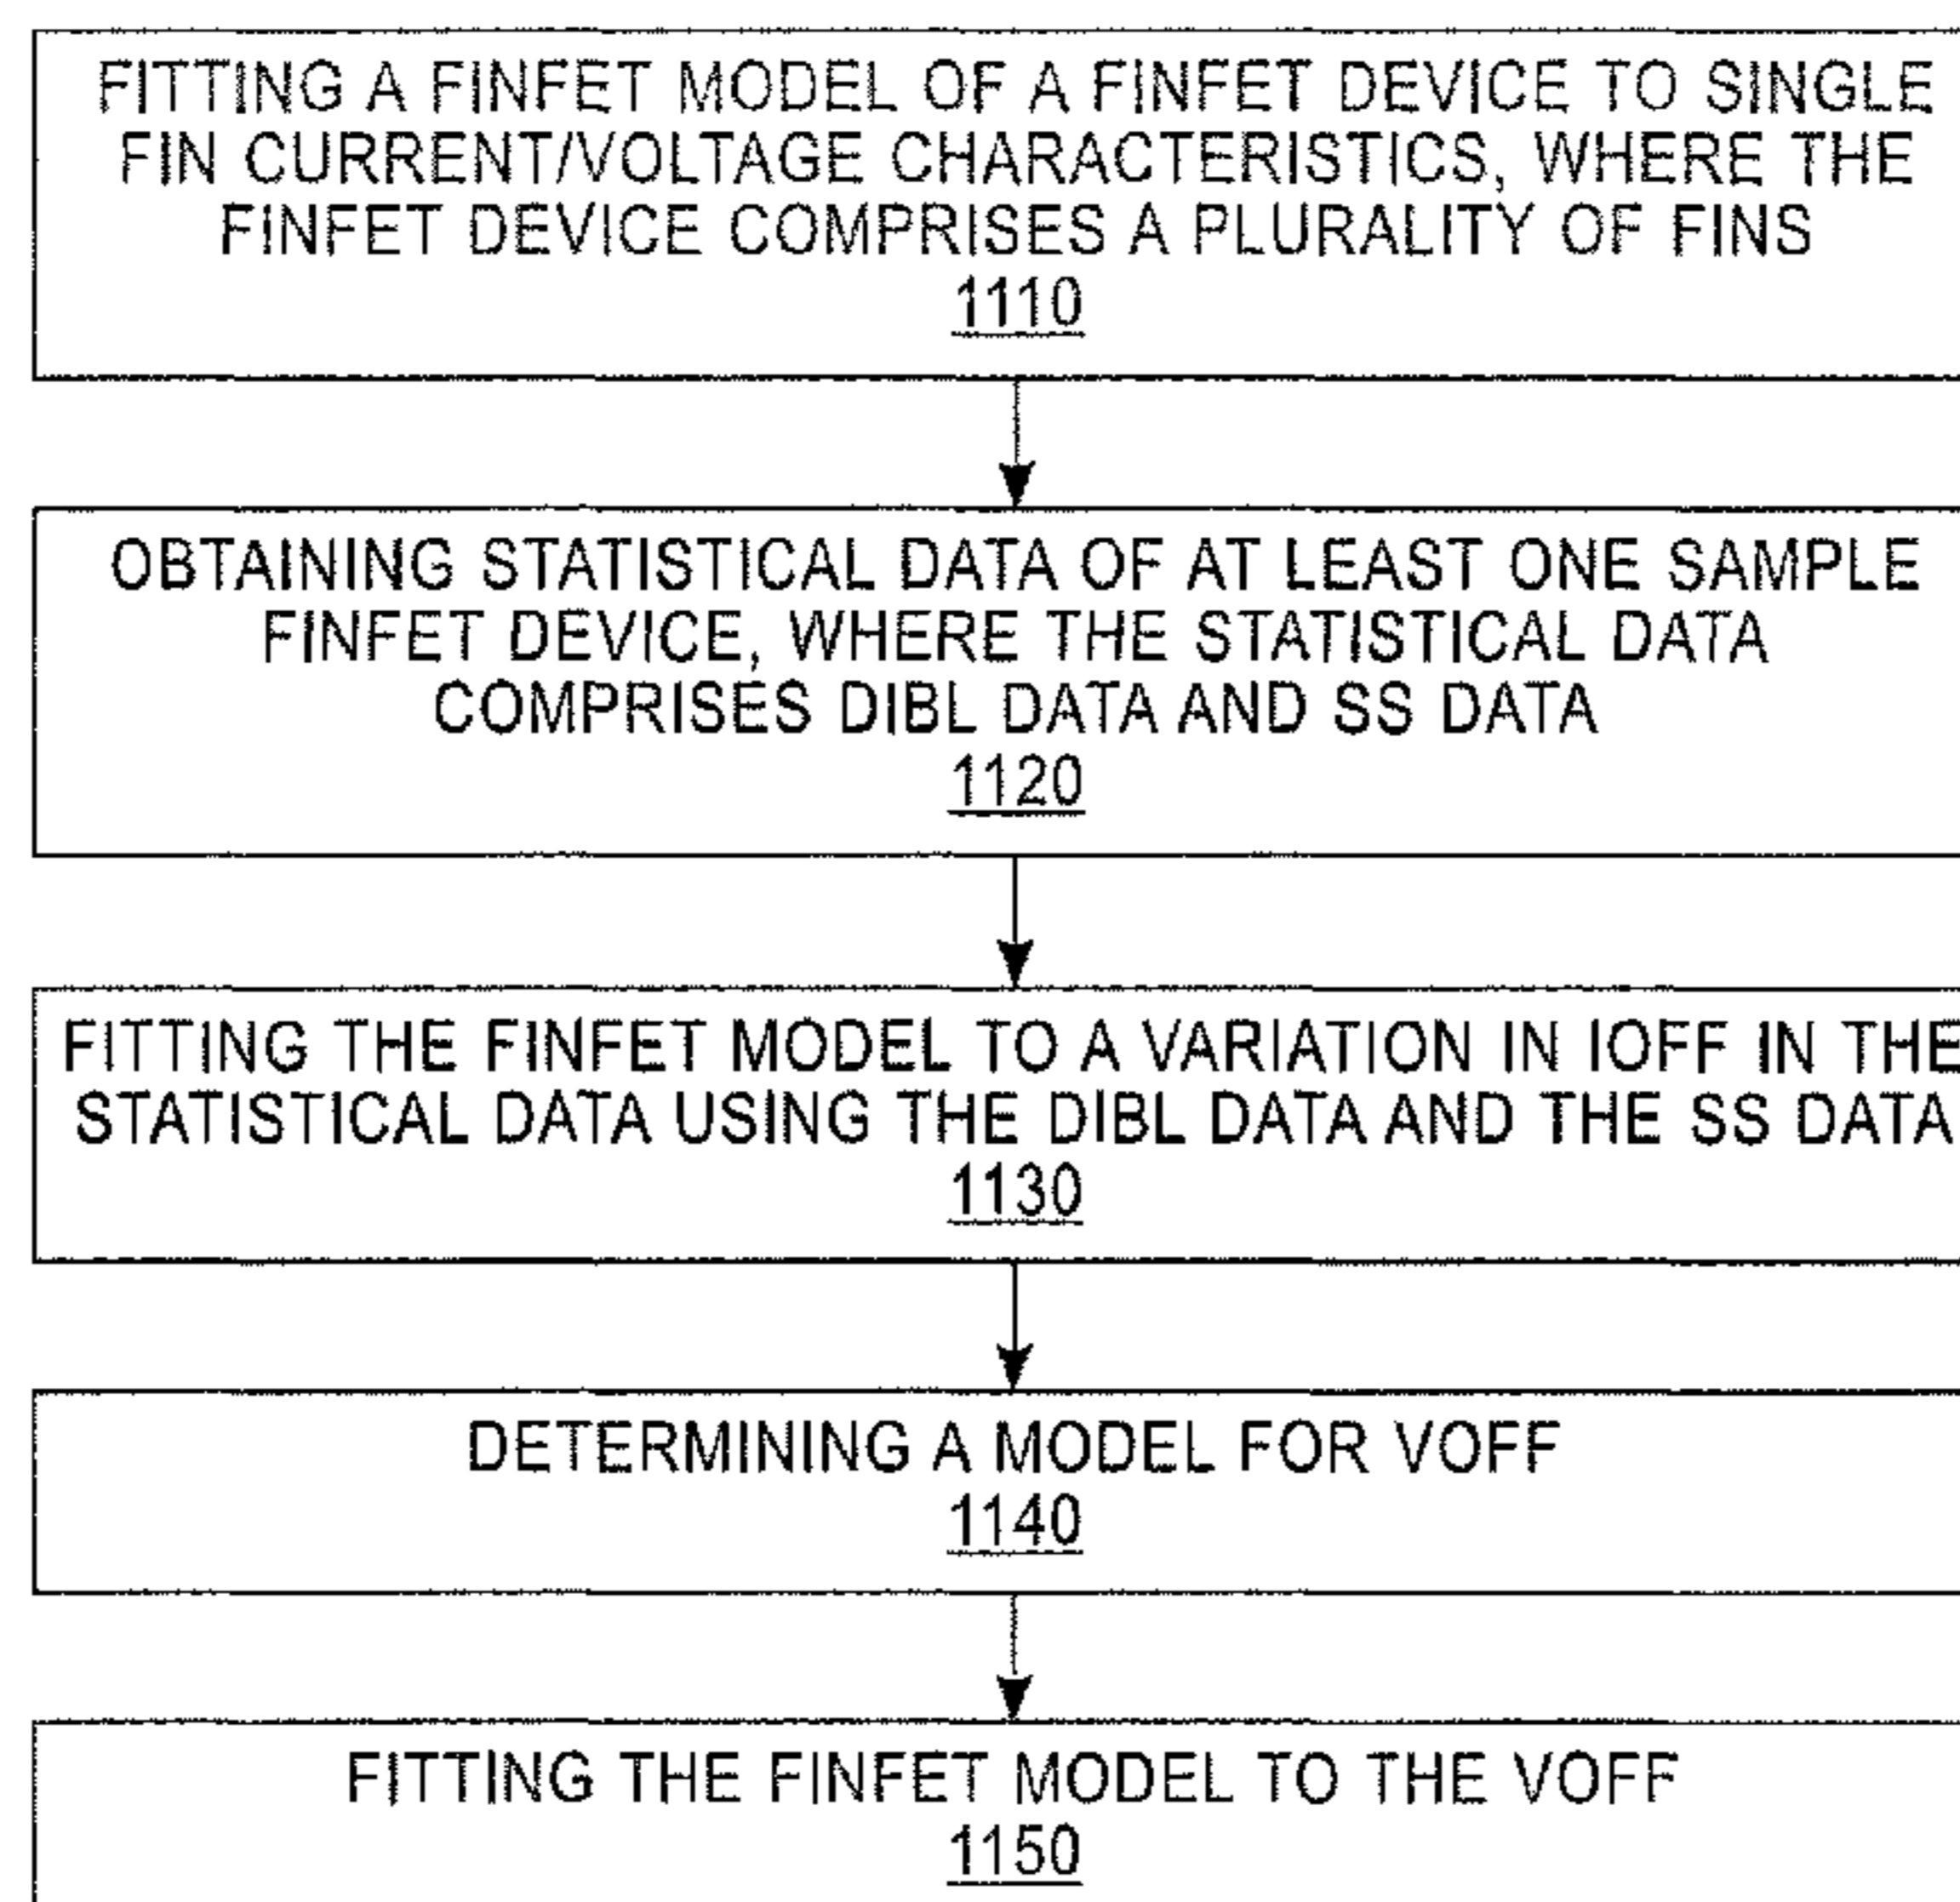 FITTING A FINFET MODEL OF A FINFET DEVICE TO SINGLE
FIN CURRENT/VOLTAGE CHARACTERISTICS, WHERE THE
FINFET DEVICE COMPRISES A PLURALITY OF FINS
1110
OBTAINING STATISTICAL DATA OF AT LEAST ONE SAMPLE
FINFET DEVICE, WHERE THE STATISTICAL DATA
COMPRISES DIBL DATA AND SS DATA
1120
FITTING THE FINFET MODEL TO A VARIATION IN IOFF IN THE
STATISTICAL DATA USING THE DIBL DATA AND THE SS DATA
1130
DETERMINING A MODEL FOR VOFF
1140
FITTING THE FINFET MODEL TO THE VOFF
1150